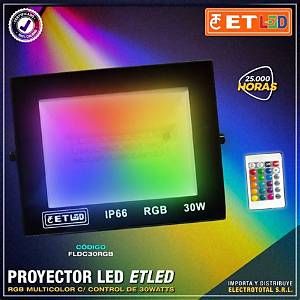 ETLED
25.000
HORAS
ETLED
IP66 RGB 30W
CÓDIGO
FLDC30RGB
PROYECTOR LED ETLED
RGB MULTICOLOR C/ CONTROL DE 30WATTS
IMPORTA Y DISTRIBUYE
ELECTROTOTAL S.R.L.